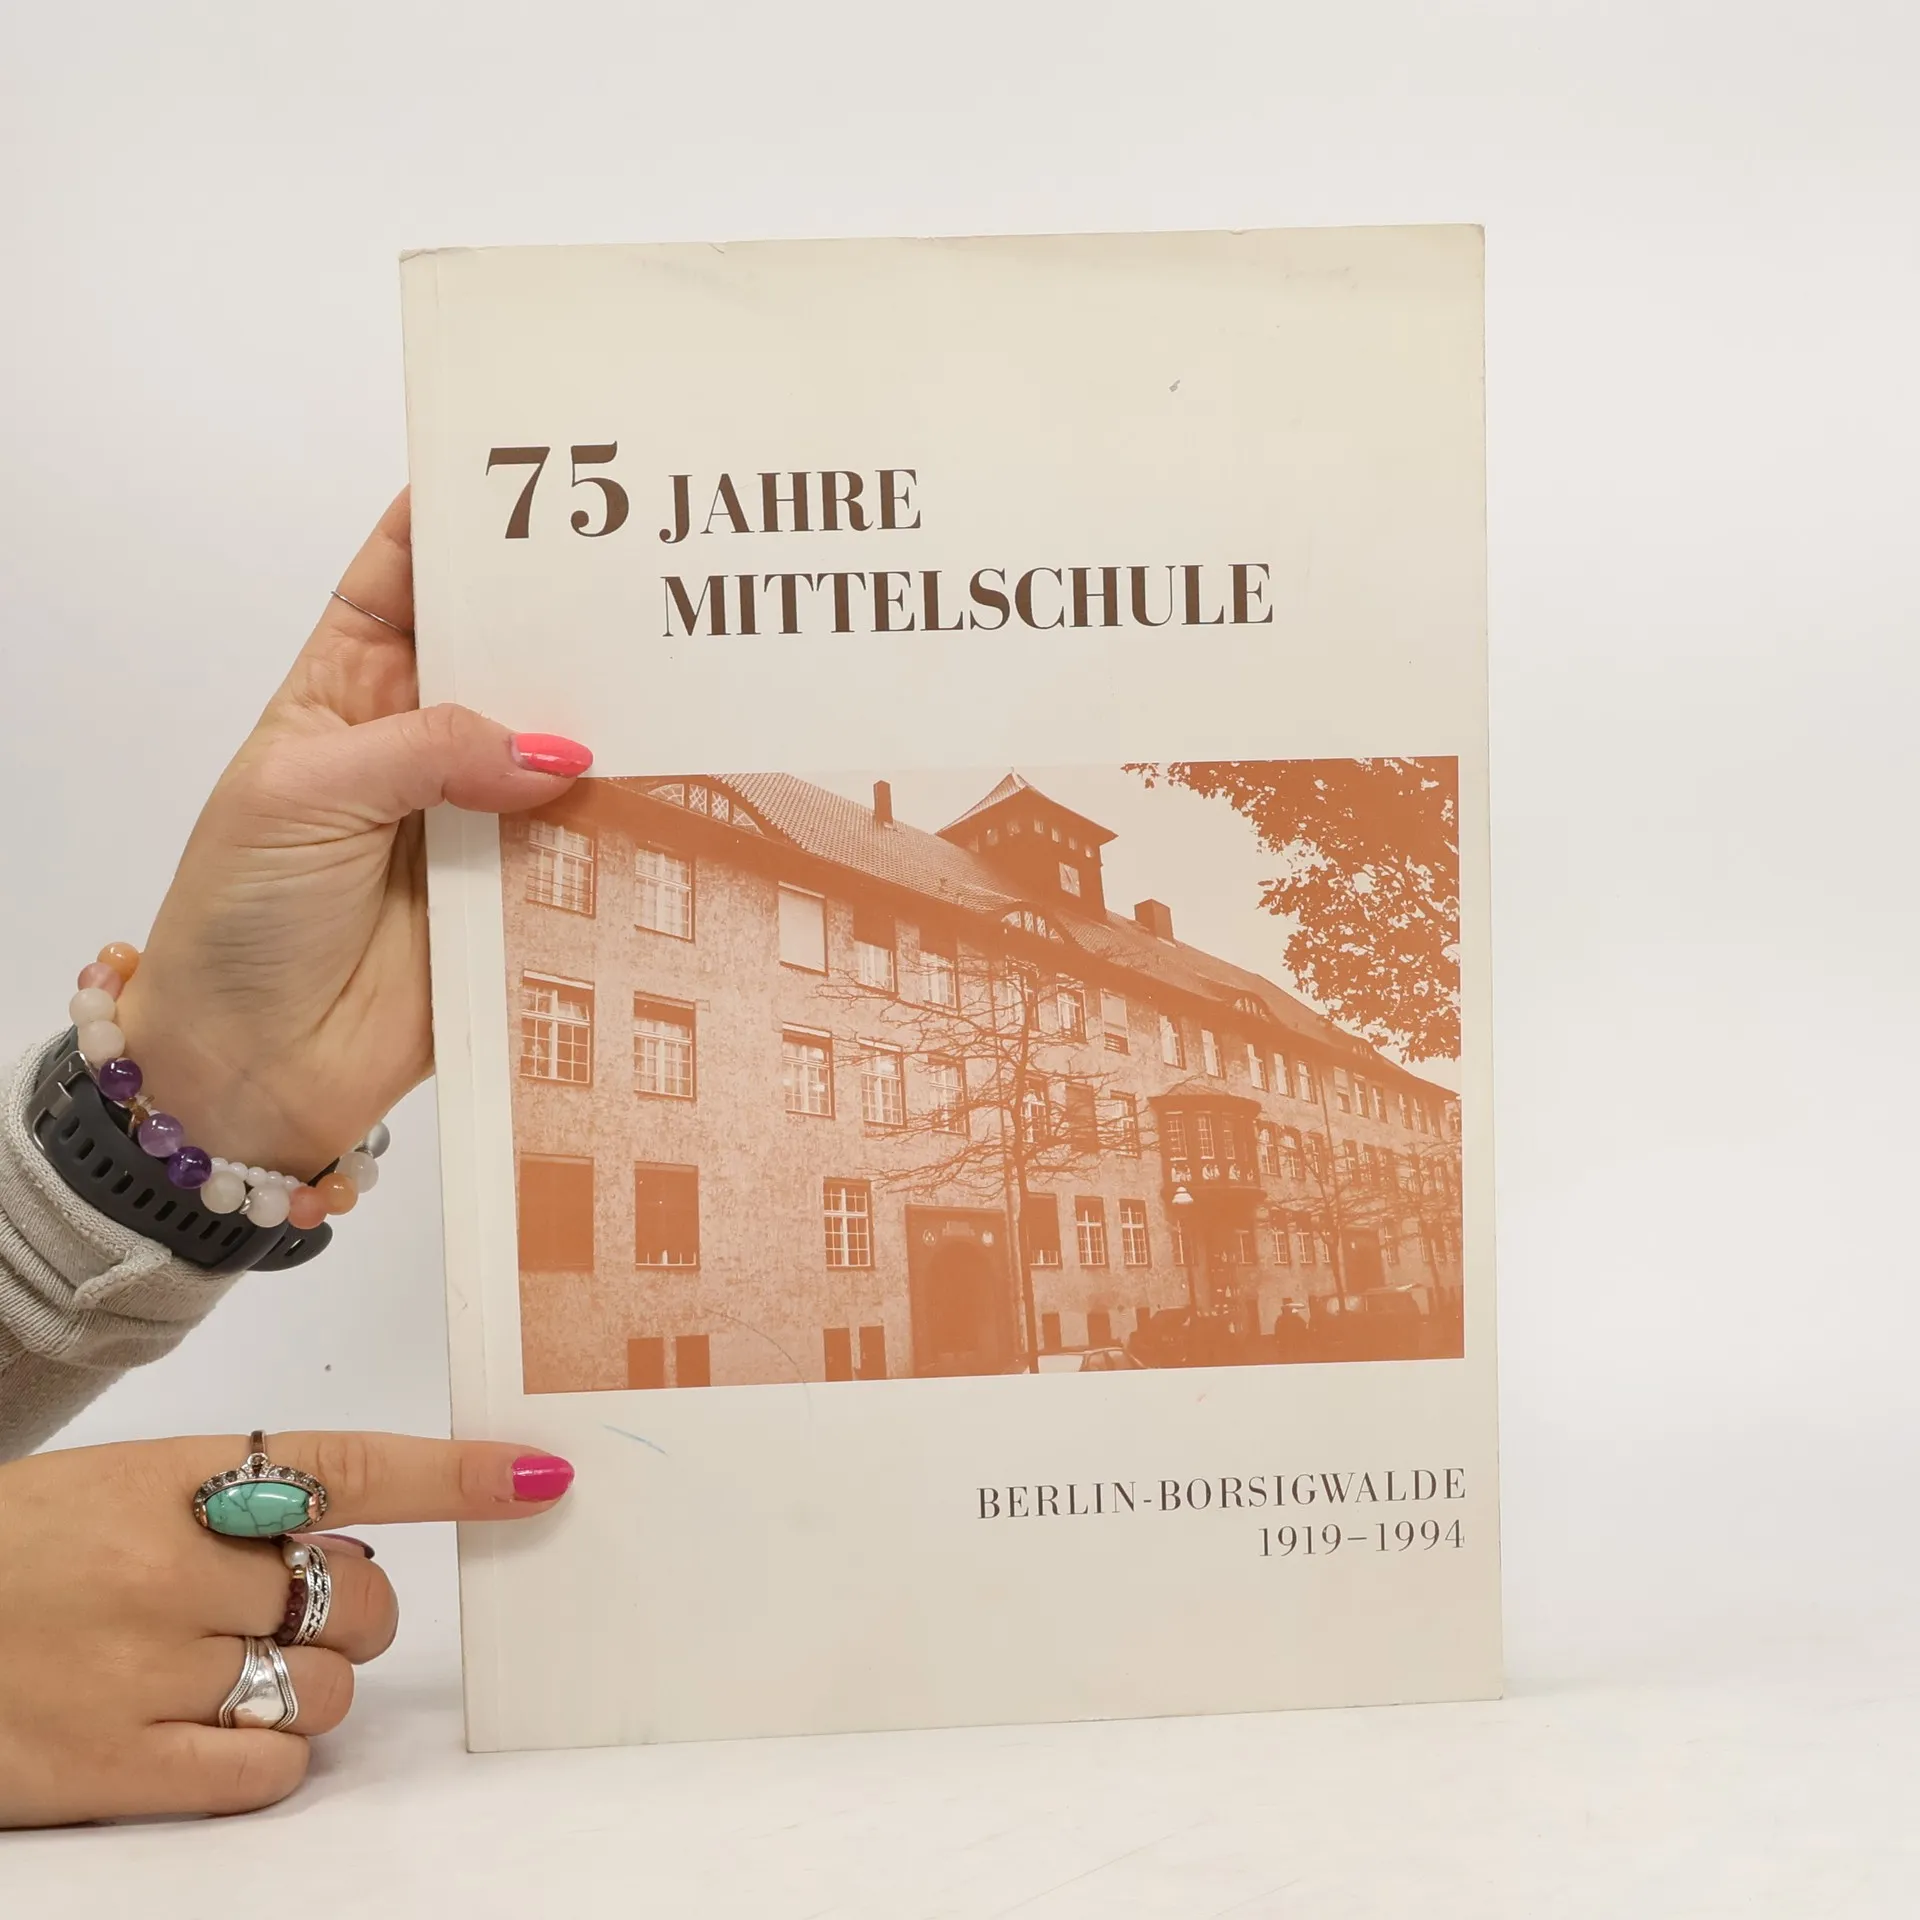 75 JAHRE
MITTELSCHULE
BERLIN-BORSIGWALDE
1919–1994